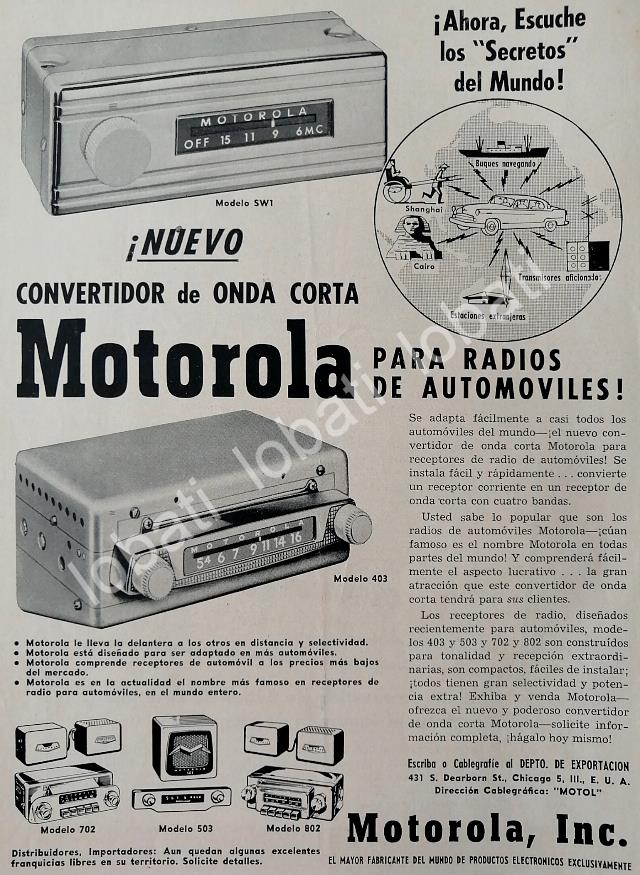 ¡Ahora, Escuche
los "Secretos"
del Mundo!
MOTOROLA
OFF 15 11 9 6MC
Modelo SW1
Buques navegando
Shanghai
Cairo
Transmisores aficionados
Estaciones extranjeras
¡NUEVO
CONVERTIDOR de ONDA CORTA
Motorola PARA RADIOS
DE AUTOMOVILES!
MOTOROLA
54 6 7 9 11 14 16
Modelo 403
Se adapta fácilmente a casi todos los
automóviles del mundo—¡el nuevo con-
vertidor de onda corta Motorola para
receptores de radio de automóviles! Se
instala fácil y rápidamente . . . convierte
un receptor corriente en un receptor de
onda corta con cuatro bandas.
Usted sabe lo popular que son los
radios de automóviles Motorola—¡cúan
famoso es el nombre Motorola en todas
partes del mundo! Y comprenderá fácil-
mente el aspecto lucrativo . . . la gran
atracción que este convertidor de onda
corta tendrá para sus clientes.
Los receptores de radio, diseñados
recientemente para automóviles, mode-
los 403 y 503 y 702 y 802 son construídos
para tonalidad y recepción extraordi-
narias, son compactos, fáciles de instalar;
¡todos tienen gran selectividad y poten-
cia extra! Exhiba y venda Motorola—
ofrezca el nuevo y poderoso convertidor
de onda corta Motorola—solicite infor-
mación completa, ¡hágalo hoy mismo!
• Motorola le lleva la delantera a los otros en distancia y selectividad.
• Motorola está diseñado para ser adaptado en más automóviles.
• Motorola comprende receptores de automóvil a los precios más bajos
del mercado.
• Motorola es en la actualidad el nombre más famoso en receptores de
radio para automóviles, en el mundo entero.
Modelo 702
Modelo 503
Modelo 802
Escriba o Cablegrafíe al DEPTO. DE EXPORTACION
431 S. Dearborn St., Chicago 5, Ill., E. U. A.
Dirección Cablegráfica: "MOTOL"
Distribuidores, Importadores: Aun quedan algunas excelentes
franquicias libres en su territorio. Solicite detalles.
Motorola, Inc.
EL MAYOR FABRICANTE DEL MUNDO DE PRODUCTOS ELECTRONICOS EXCLUSIVAMENTE
lobati lobati lobati lobati